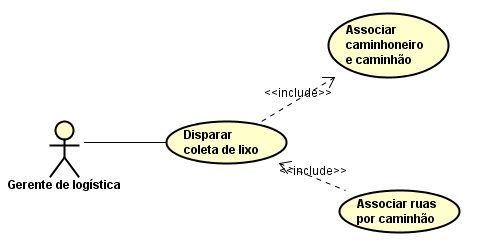 Associar
caminhoneiro
e caminhão
<<include>>
Disparar
coleta de lixo
<<include>>
Gerente de logística
Associar ruas
por caminhão